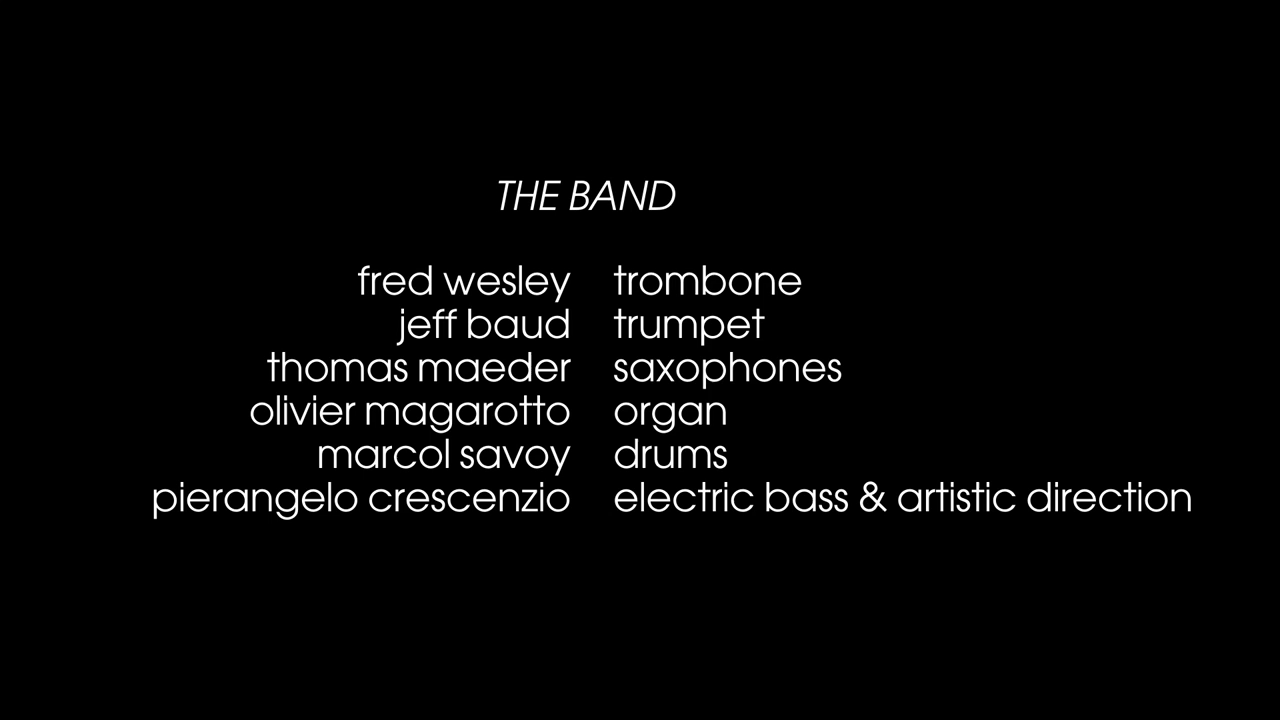 THE BAND
fred wesley trombone
jeff baud trumpet
thomas maeder saxophones
olivier magarotto organ
marcol savoy drums
pierangelo crescenzio electric bass & artistic direction